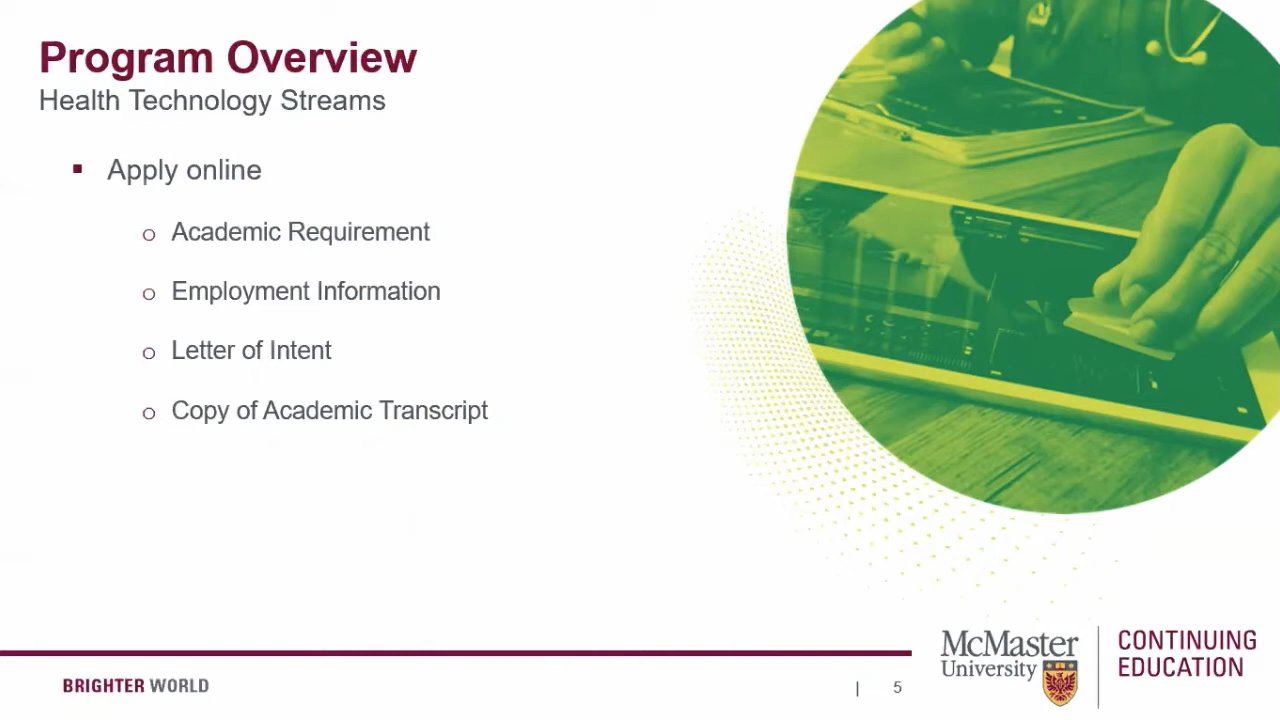 Program Overview
Health Technology Streams
▪ Apply online
o Academic Requirement
o Employment Information
o Letter of Intent
o Copy of Academic Transcript
BRIGHTER WORLD
| 5
McMaster
University
CONTINUING
EDUCATION